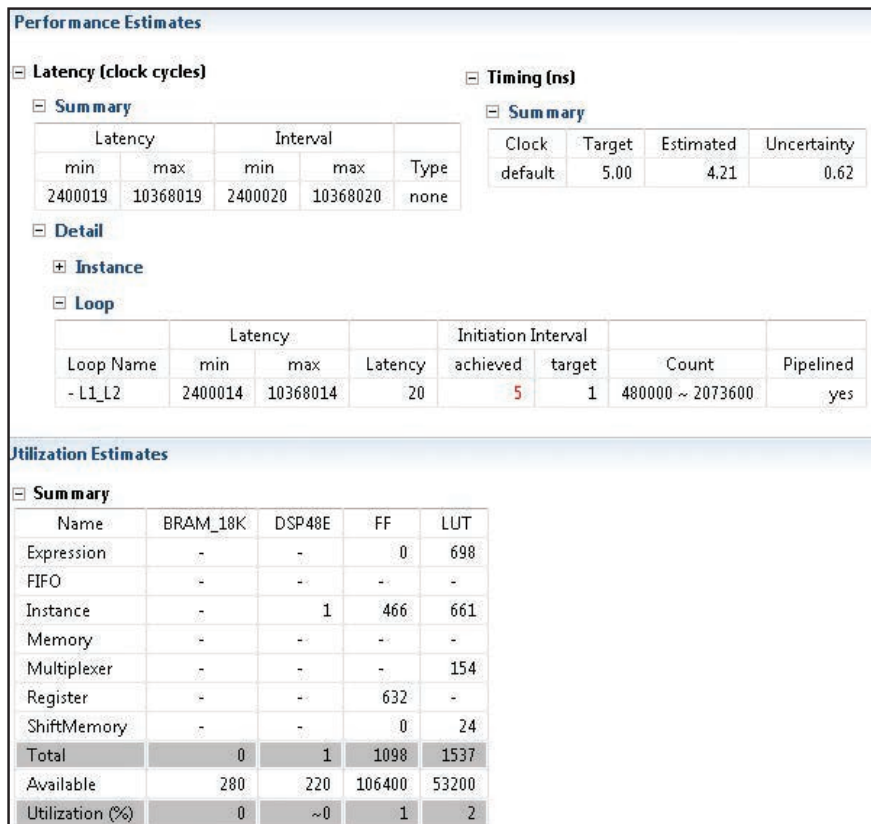 Performance Estimates
Latency (clock cycles)
Summary
Latency Interval
min max min max Type
2400019 10368019 2400020 10368020 none
Timing (ns)
Summary
Clock Target Estimated Uncertainty
default 5.00 4.21 0.62
Detail
Instance
Loop
Latency Initiation Interval
Loop Name min max Latency achieved target Count Pipelined
- L1_L2 2400014 10368014 20 5 1 480000 ~ 2073600 yes
Utilization Estimates
Summary
Name BRAM_18K DSP48E FF LUT
Expression - - 0 698
FIFO - - - -
Instance - 1 466 661
Memory - - - -
Multiplexer - - - 154
Register - - 632 -
ShiftMemory - - 0 24
Total 0 1 1098 1537
Available 280 220 106400 53200
Utilization (%) 0 ~0 1 2